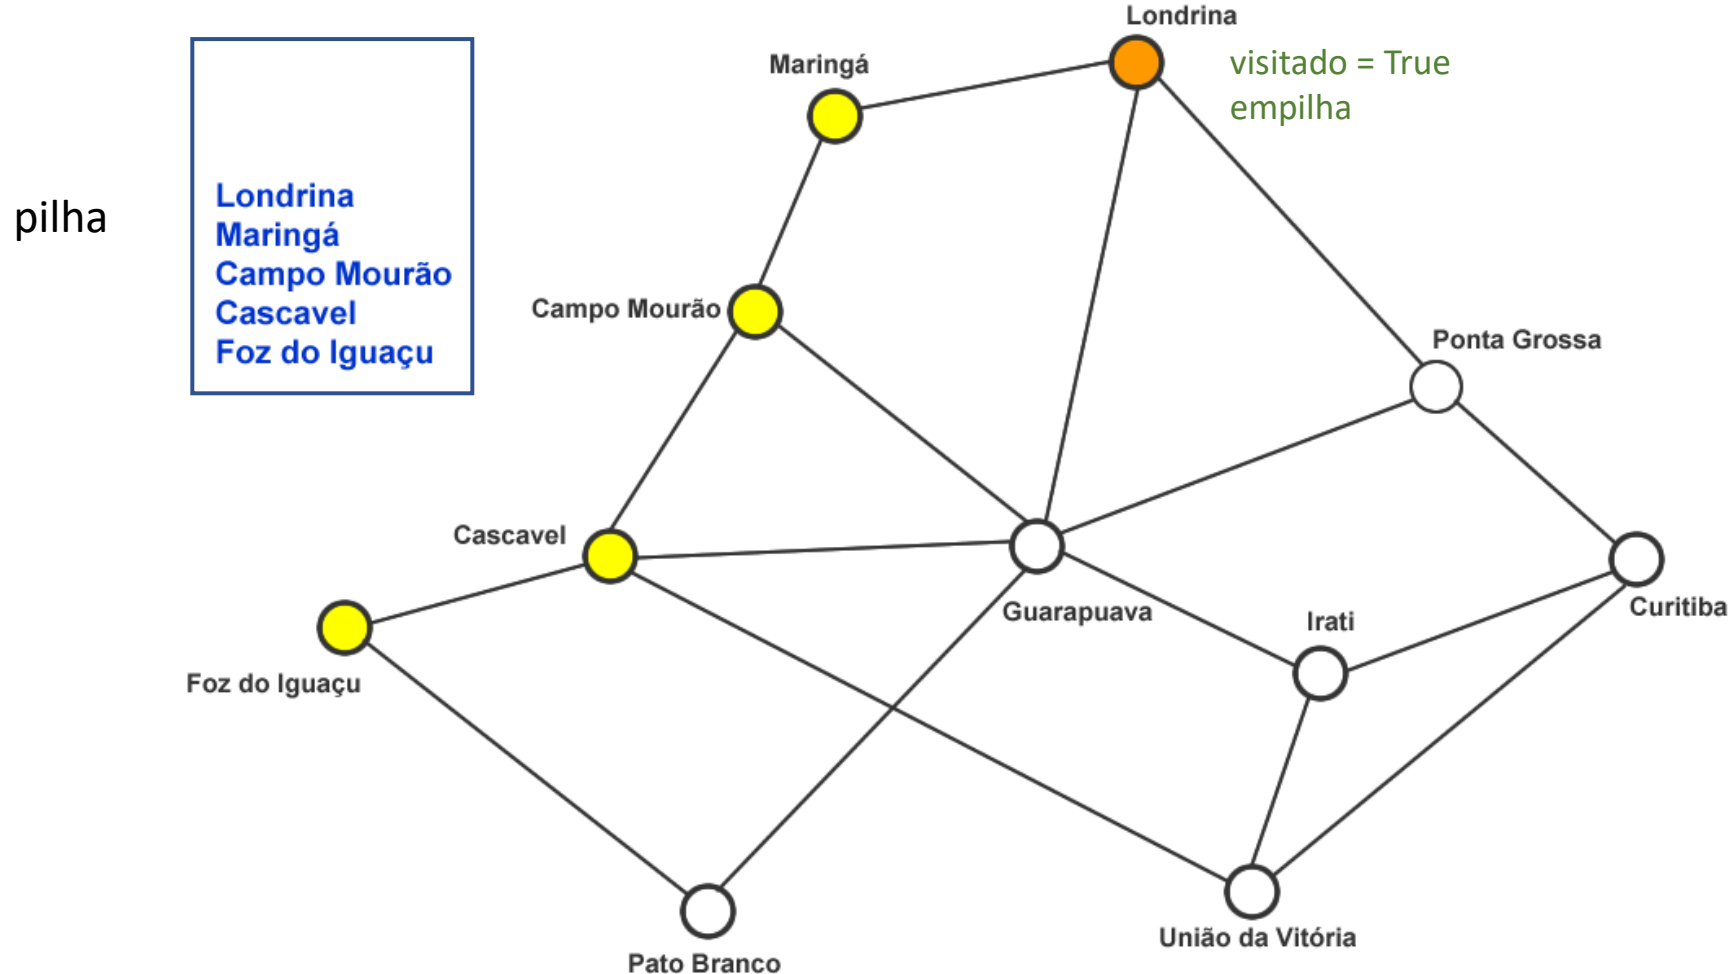 Londrina
visitado = True
empilha
Maringá
pilha
Londrina
Maringá
Campo Mourão
Cascavel
Foz do Iguaçu
Campo Mourão
Ponta Grossa
Cascavel
Guarapuava
Irati
Curitiba
Foz do Iguaçu
União da Vitória
Pato Branco